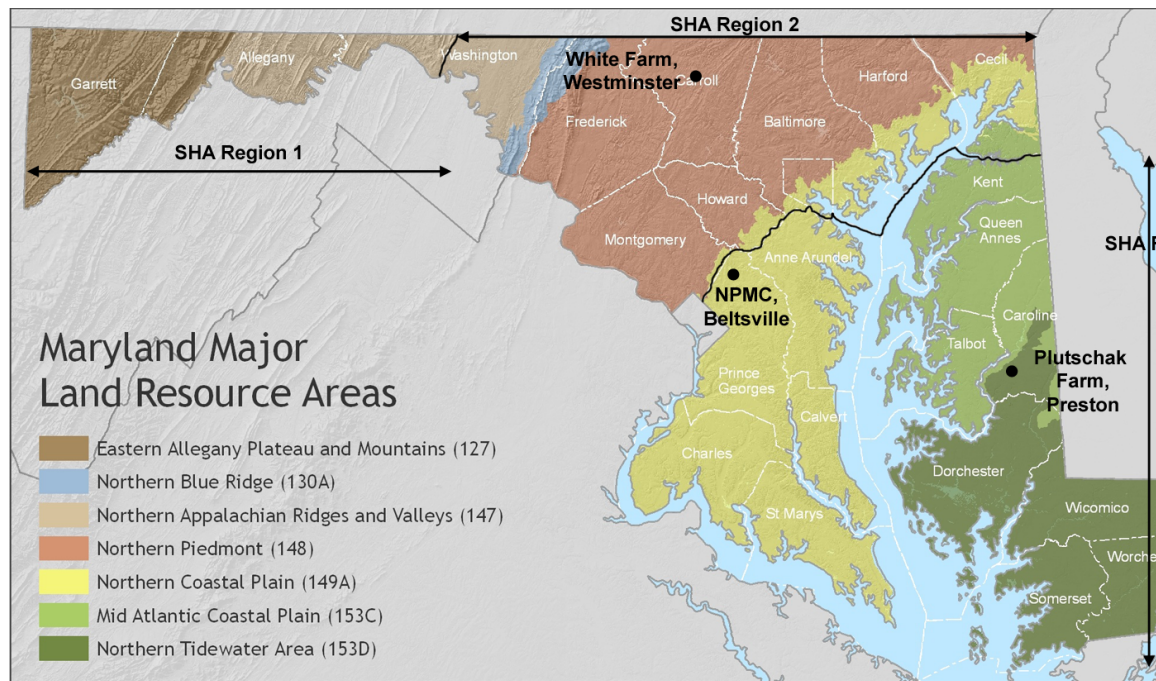 SHA Region 2
Allegany
Washington
Cecil
White Farm,
Westminster
Carroll
Harford
Garrett
Frederick
Baltimore
SHA Region 1
Kent
Howard
Queen
Annes
Montgomery
Anne Arundel
SHA
NPMC,
Beltsville
Caroline
Maryland Major
Land Resource Areas
Talbot
Plutschak
Farm,
Preston
Prince
Georges
Calvert
Eastern Allegany Plateau and Mountains (127)
Charles
Dorchester
Northern Blue Ridge (130A)
Northern Appalachian Ridges and Valleys (147)
St Marys
Wicomico
Northern Piedmont (148)
Worche
Northern Coastal Plain (149A)
Somerset
Mid Atlantic Coastal Plain (153C)
Northern Tidewater Area (153D)